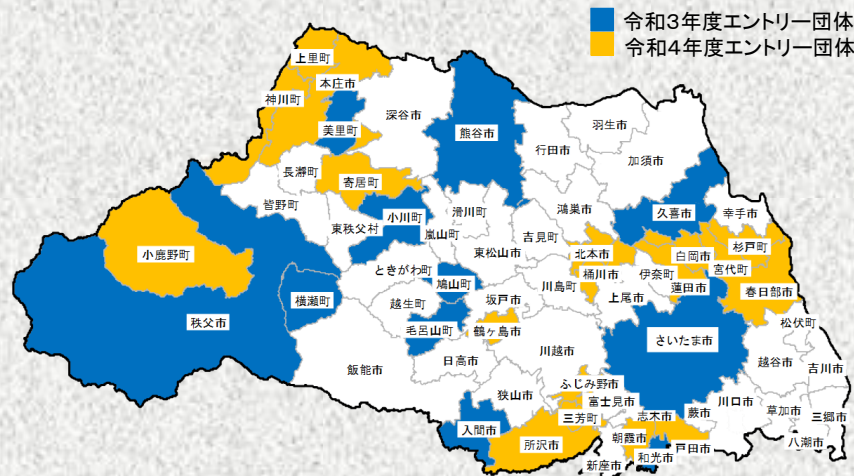 令和3年度エントリー団体
令和4年度エントリー団体
上里町
本庄市
神川町
深谷市
美里町
熊谷市
羽生市
行田市
加須市
長瀞町
寄居町
皆野町
小川町
滑川町
鴻巣市
久喜市
幸手市
東秩父村
嵐山町
吉見町
小鹿野町
東松山市
北本市
白岡市
杉戸町
ときがわ町
桶川市
伊奈町
宮代町
横瀬町
鳩山町
川島町
蓮田市
春日部市
秩父市
越生町
坂戸市
上尾市
毛呂山町
鶴ヶ島市
松伏町
さいたま市
飯能市
日高市
川越市
越谷市
吉川市
ふじみ野市
狭山市
富士見市
川口市
入間市
三芳町
志木市
蕨市
草加市
三郷市
所沢市
朝霞市
戸田市
八潮市
和光市
新座市